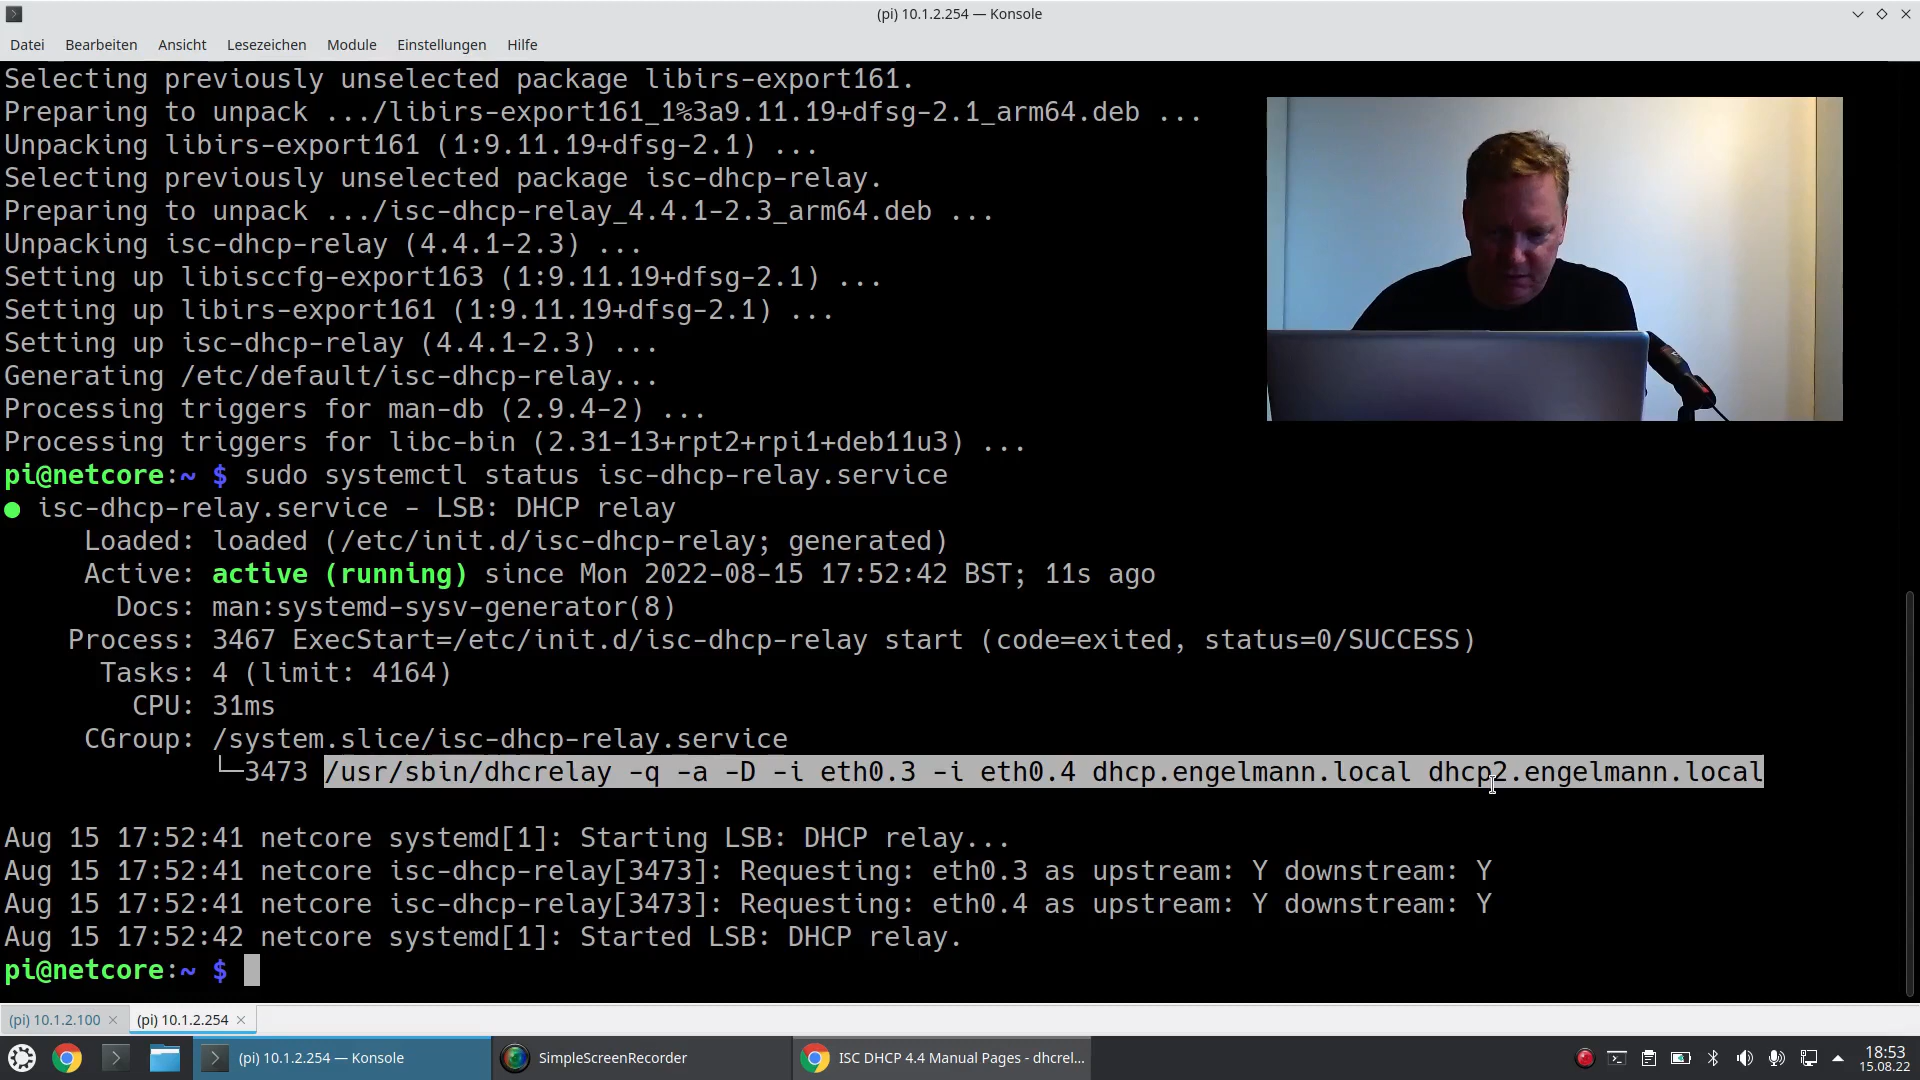 (pi) 10.1.2.254 — Konsole
Datei Bearbeiten Ansicht Lesezeichen Module Einstellungen Hilfe
Selecting previously unselected package libirs-export161.
Preparing to unpack .../libirs-export161_1%3a9.11.19+dfsg-2.1_arm64.deb ...
Unpacking libirs-export161 (1:9.11.19+dfsg-2.1) ...
Selecting previously unselected package isc-dhcp-relay.
Preparing to unpack .../isc-dhcp-relay_4.4.1-2.3_arm64.deb ...
Unpacking isc-dhcp-relay (4.4.1-2.3) ...
Setting up libisccfg-export163 (1:9.11.19+dfsg-2.1) ...
Setting up libirs-export161 (1:9.11.19+dfsg-2.1) ...
Setting up isc-dhcp-relay (4.4.1-2.3) ...
Generating /etc/default/isc-dhcp-relay...
Processing triggers for man-db (2.9.4-2) ...
Processing triggers for libc-bin (2.31-13+rpt2+rpi1+deb11u3) ...
pi@netcore:~ $ sudo systemctl status isc-dhcp-relay.service
● isc-dhcp-relay.service - LSB: DHCP relay
Loaded: loaded (/etc/init.d/isc-dhcp-relay; generated)
Active: active (running) since Mon 2022-08-15 17:52:42 BST; 11s ago
Docs: man:systemd-sysv-generator(8)
Process: 3467 ExecStart=/etc/init.d/isc-dhcp-relay start (code=exited, status=0/SUCCESS)
Tasks: 4 (limit: 4164)
CPU: 31ms
CGroup: /system.slice/isc-dhcp-relay.service
└─3473 /usr/sbin/dhcrelay -q -a -D -i eth0.3 -i eth0.4 dhcp.engelmann.local dhcp2.engelmann.local
Aug 15 17:52:41 netcore systemd[1]: Starting LSB: DHCP relay...
Aug 15 17:52:41 netcore isc-dhcp-relay[3473]: Requesting: eth0.3 as upstream: Y downstream: Y
Aug 15 17:52:41 netcore isc-dhcp-relay[3473]: Requesting: eth0.4 as upstream: Y downstream: Y
Aug 15 17:52:42 netcore systemd[1]: Started LSB: DHCP relay.
pi@netcore:~ $
(pi) 10.1.2.100 (pi) 10.1.2.254
(pi) 10.1.2.254 — Konsole SimpleScreenRecorder ISC DHCP 4.4 Manual Pages - dhcrel... 18:53
15.08.22